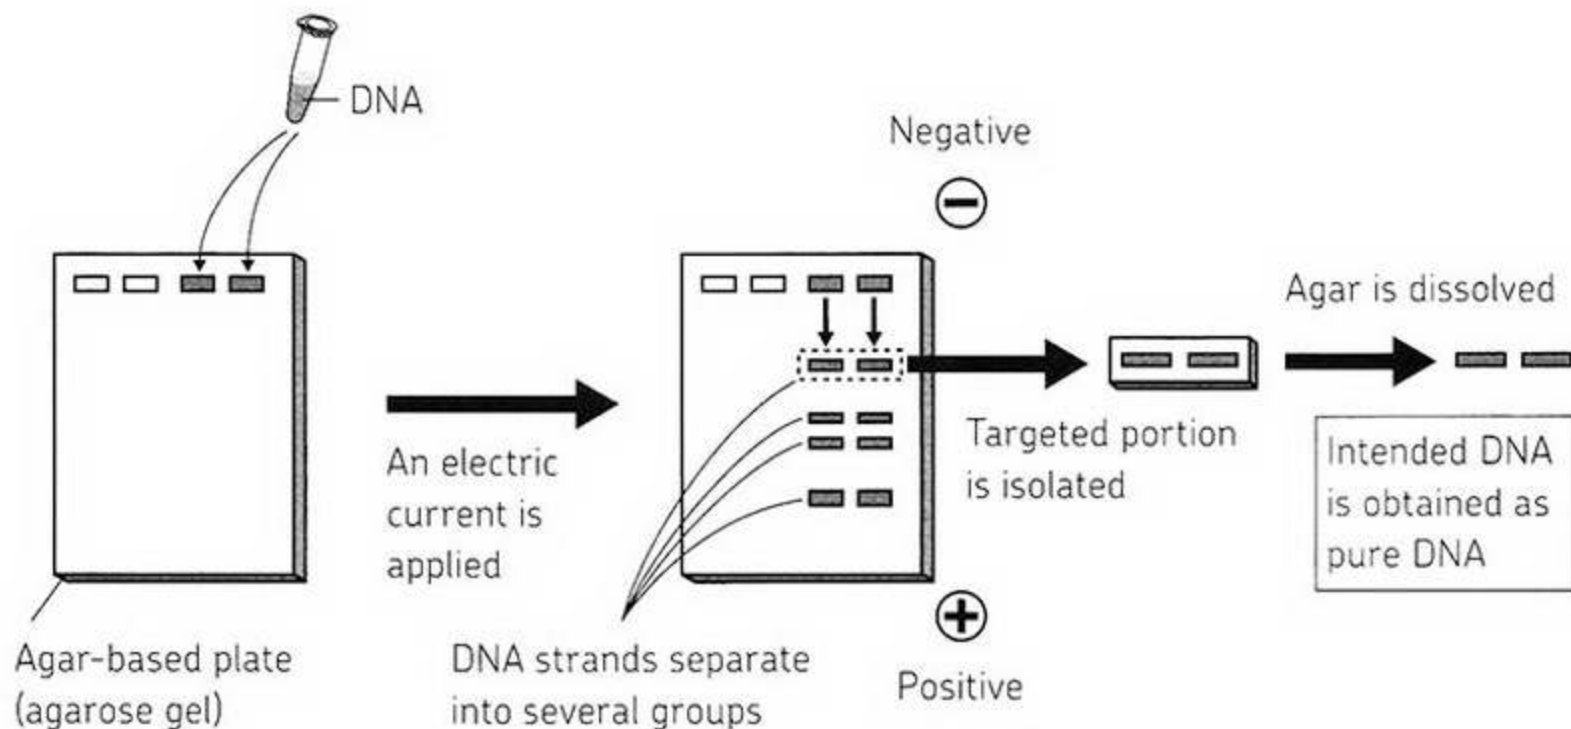 DNA
Agar-based plate
(agarose gel)
An electric
current is
applied
DNA strands separate
into several groups
Negative
−
+
Positive
Targeted portion
is isolated
Agar is dissolved
Intended DNA
is obtained as
pure DNA